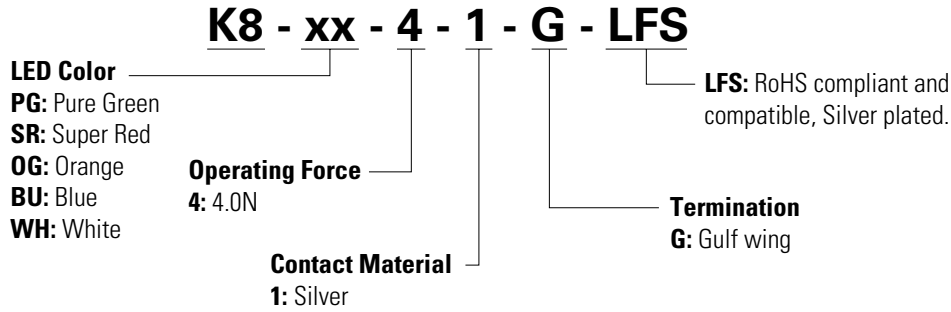 K8 - xx - 4 - 1 - G - LFS
LED Color
PG: Pure Green
SR: Super Red
OG: Orange
BU: Blue
WH: White
Operating Force
4: 4.0N
Contact Material
1: Silver
LFS: RoHS compliant and
compatible, Silver plated.
Termination
G: Gulf wing